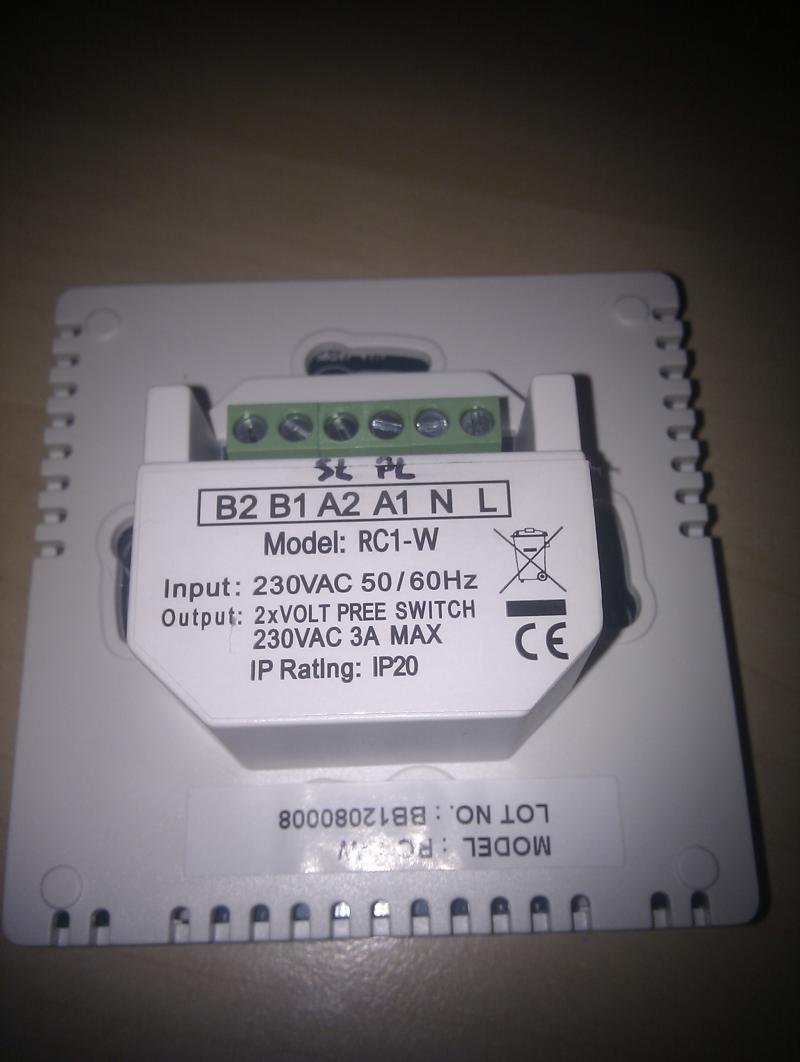 SL PL
B2 B1 A2 A1 N L
Model: RC1-W
Input: 230VAC 50/60Hz
Output: 2xVOLT PREE SWITCH
230VAC 3A MAX
IP RatIng: IP20
CE
LOT NO.: BB12080008
MODEL :